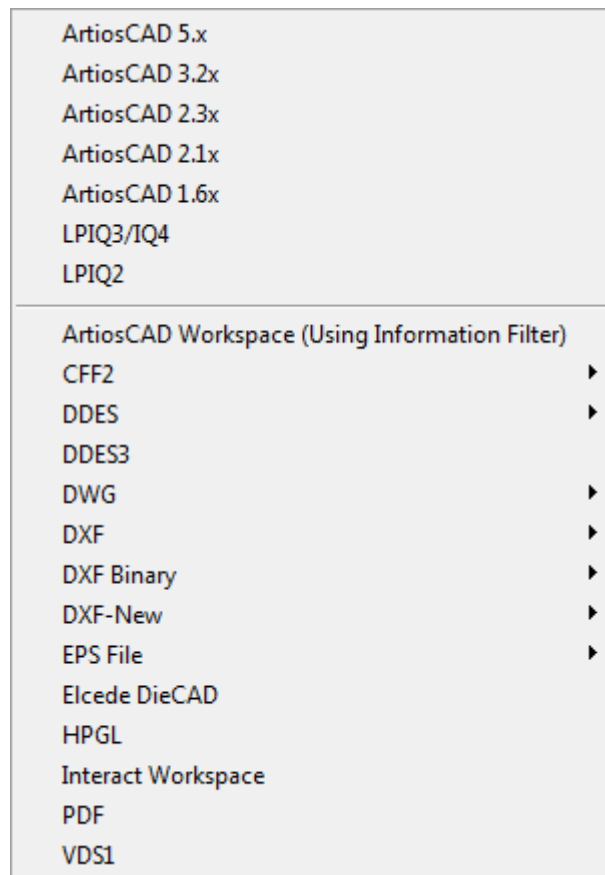 ArtiosCAD 5.x
ArtiosCAD 3.2x
ArtiosCAD 2.3x
ArtiosCAD 2.1x
ArtiosCAD 1.6x
LPIQ3/IQ4
LPIQ2
ArtiosCAD Workspace (Using Information Filter)
CFF2
DDES
DDES3
DWG
DXF
DXF Binary
DXF-New
EPS File
Elcede DieCAD
HPGL
Interact Workspace
PDF
VDS1